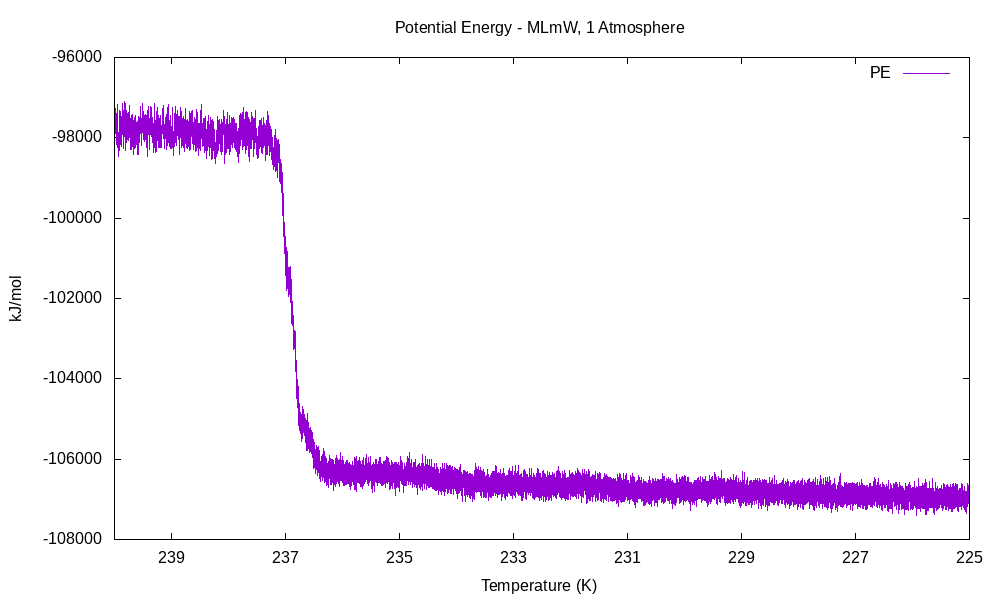 Potential Energy - MLmW, 1 Atmosphere
PE
-96000
-98000
-100000
-102000
-104000
-106000
-108000
kJ/mol
239 237 235 233 231 229 227 225
Temperature (K)